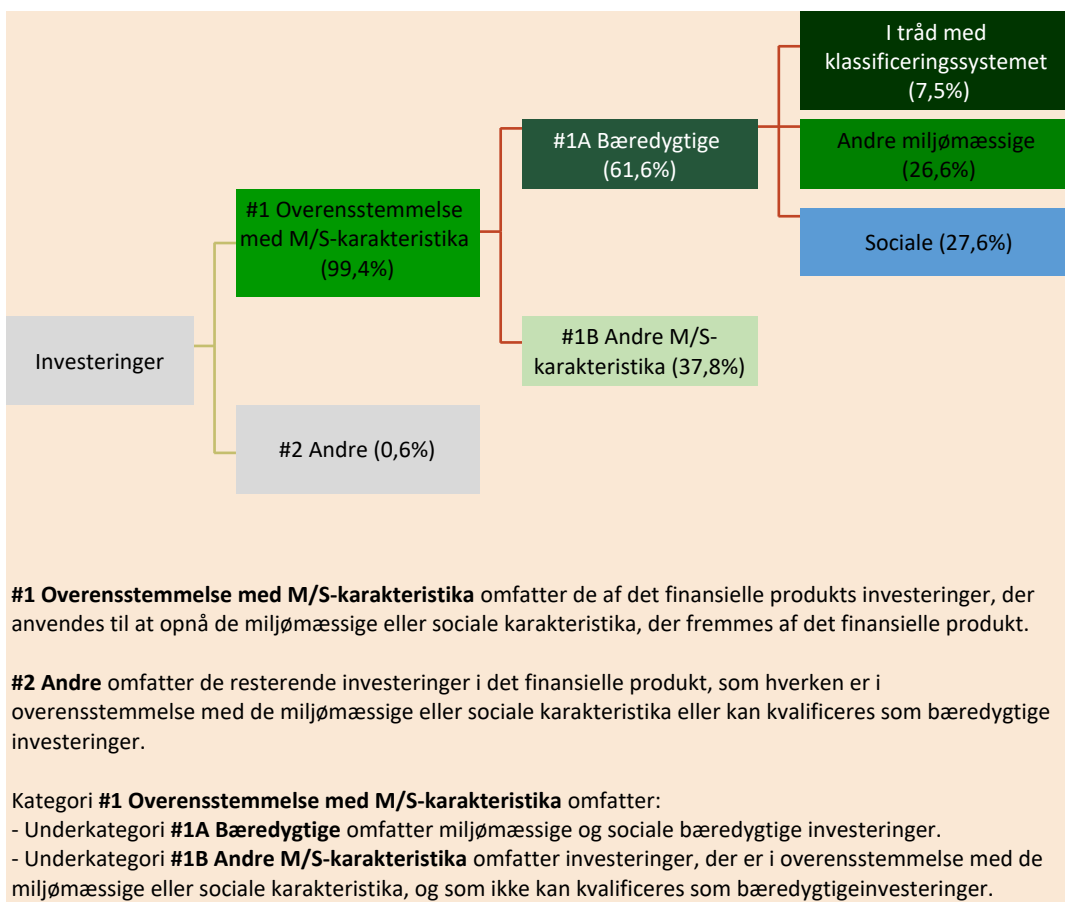 I tråd med
klassificeringssystemet
(7,5%)
#1A Bæredygtige
(61,6%)
Andre miljømæssige
(26,6%)
#1 Overensstemmelse
med M/S-karakteristika
(99,4%)
Sociale (27,6%)
#1B Andre M/S-
karakteristika (37,8%)
Investeringer
#2 Andre (0,6%)
#1 Overensstemmelse med M/S-karakteristika omfatter de af det finansielle produkts investeringer, der
anvendes til at opnå de miljømæssige eller sociale karakteristika, der fremmes af det finansielle produkt.
#2 Andre omfatter de resterende investeringer i det finansielle produkt, som hverken er i
overensstemmelse med de miljømæssige eller sociale karakteristika eller kan kvalificeres som bæredygtige
investeringer.
Kategori #1 Overensstemmelse med M/S-karakteristika omfatter:
- Underkategori #1A Bæredygtige omfatter miljømæssige og sociale bæredygtige investeringer.
- Underkategori #1B Andre M/S-karakteristika omfatter investeringer, der er i overensstemmelse med de
miljømæssige eller sociale karakteristika, og som ikke kan kvalificeres som bæredygtigeinvesteringer.